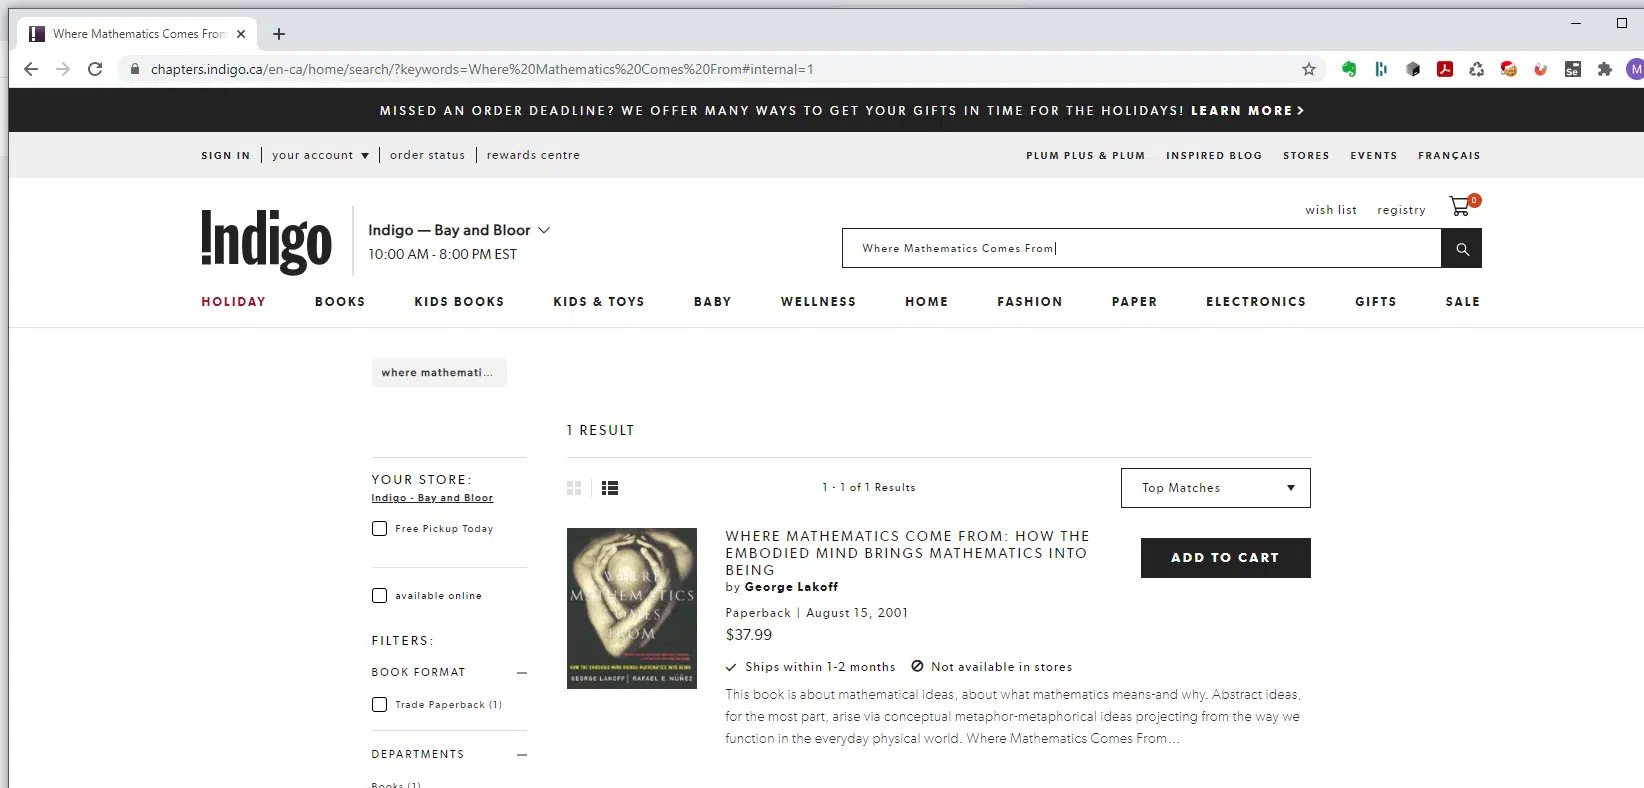 Where Mathematics Comes From
chapters.indigo.ca/en-ca/home/search/?keywords=Where%20Mathematics%20Comes%20From#internal=1
Se
M
MISSED AN ORDER DEADLINE? WE OFFER MANY WAYS TO GET YOUR GIFTS IN TIME FOR THE HOLIDAYS! LEARN MORE >
SIGN IN | your account ▼ | order status | rewards centre
PLUM PLUS & PLUM INSPIRED BLOG STORES EVENTS FRANÇAIS
wish list registry 0
!ndigo
Indigo — Bay and Bloor
10:00 AM - 8:00 PM EST
Where Mathematics Comes From
HOLIDAY BOOKS KIDS BOOKS KIDS & TOYS BABY WELLNESS HOME FASHION PAPER ELECTRONICS GIFTS SALE
where mathemati...
1 RESULT
YOUR STORE:
Indigo - Bay and Bloor
Free Pickup Today
available online
FILTERS:
BOOK FORMAT
Trade Paperback (1)
DEPARTMENTS
Books (1)
1 - 1 of 1 Results
Top Matches
WHERE
MATHEMATICS
COMES
FROM
HOW THE EMBODIED MIND BRINGS MATHEMATICS INTO BEING
GEORGE LAKOFF | RAFAEL E. NÚÑEZ
WHERE MATHEMATICS COME FROM: HOW THE
EMBODIED MIND BRINGS MATHEMATICS INTO
BEING
by George Lakoff
Paperback | August 15, 2001
$37.99
Ships within 1-2 months Not available in stores
This book is about mathematical ideas, about what mathematics means-and why. Abstract ideas,
for the most part, arise via conceptual metaphor-metaphorical ideas projecting from the way we
function in the everyday physical world. Where Mathematics Comes From...
ADD TO CART